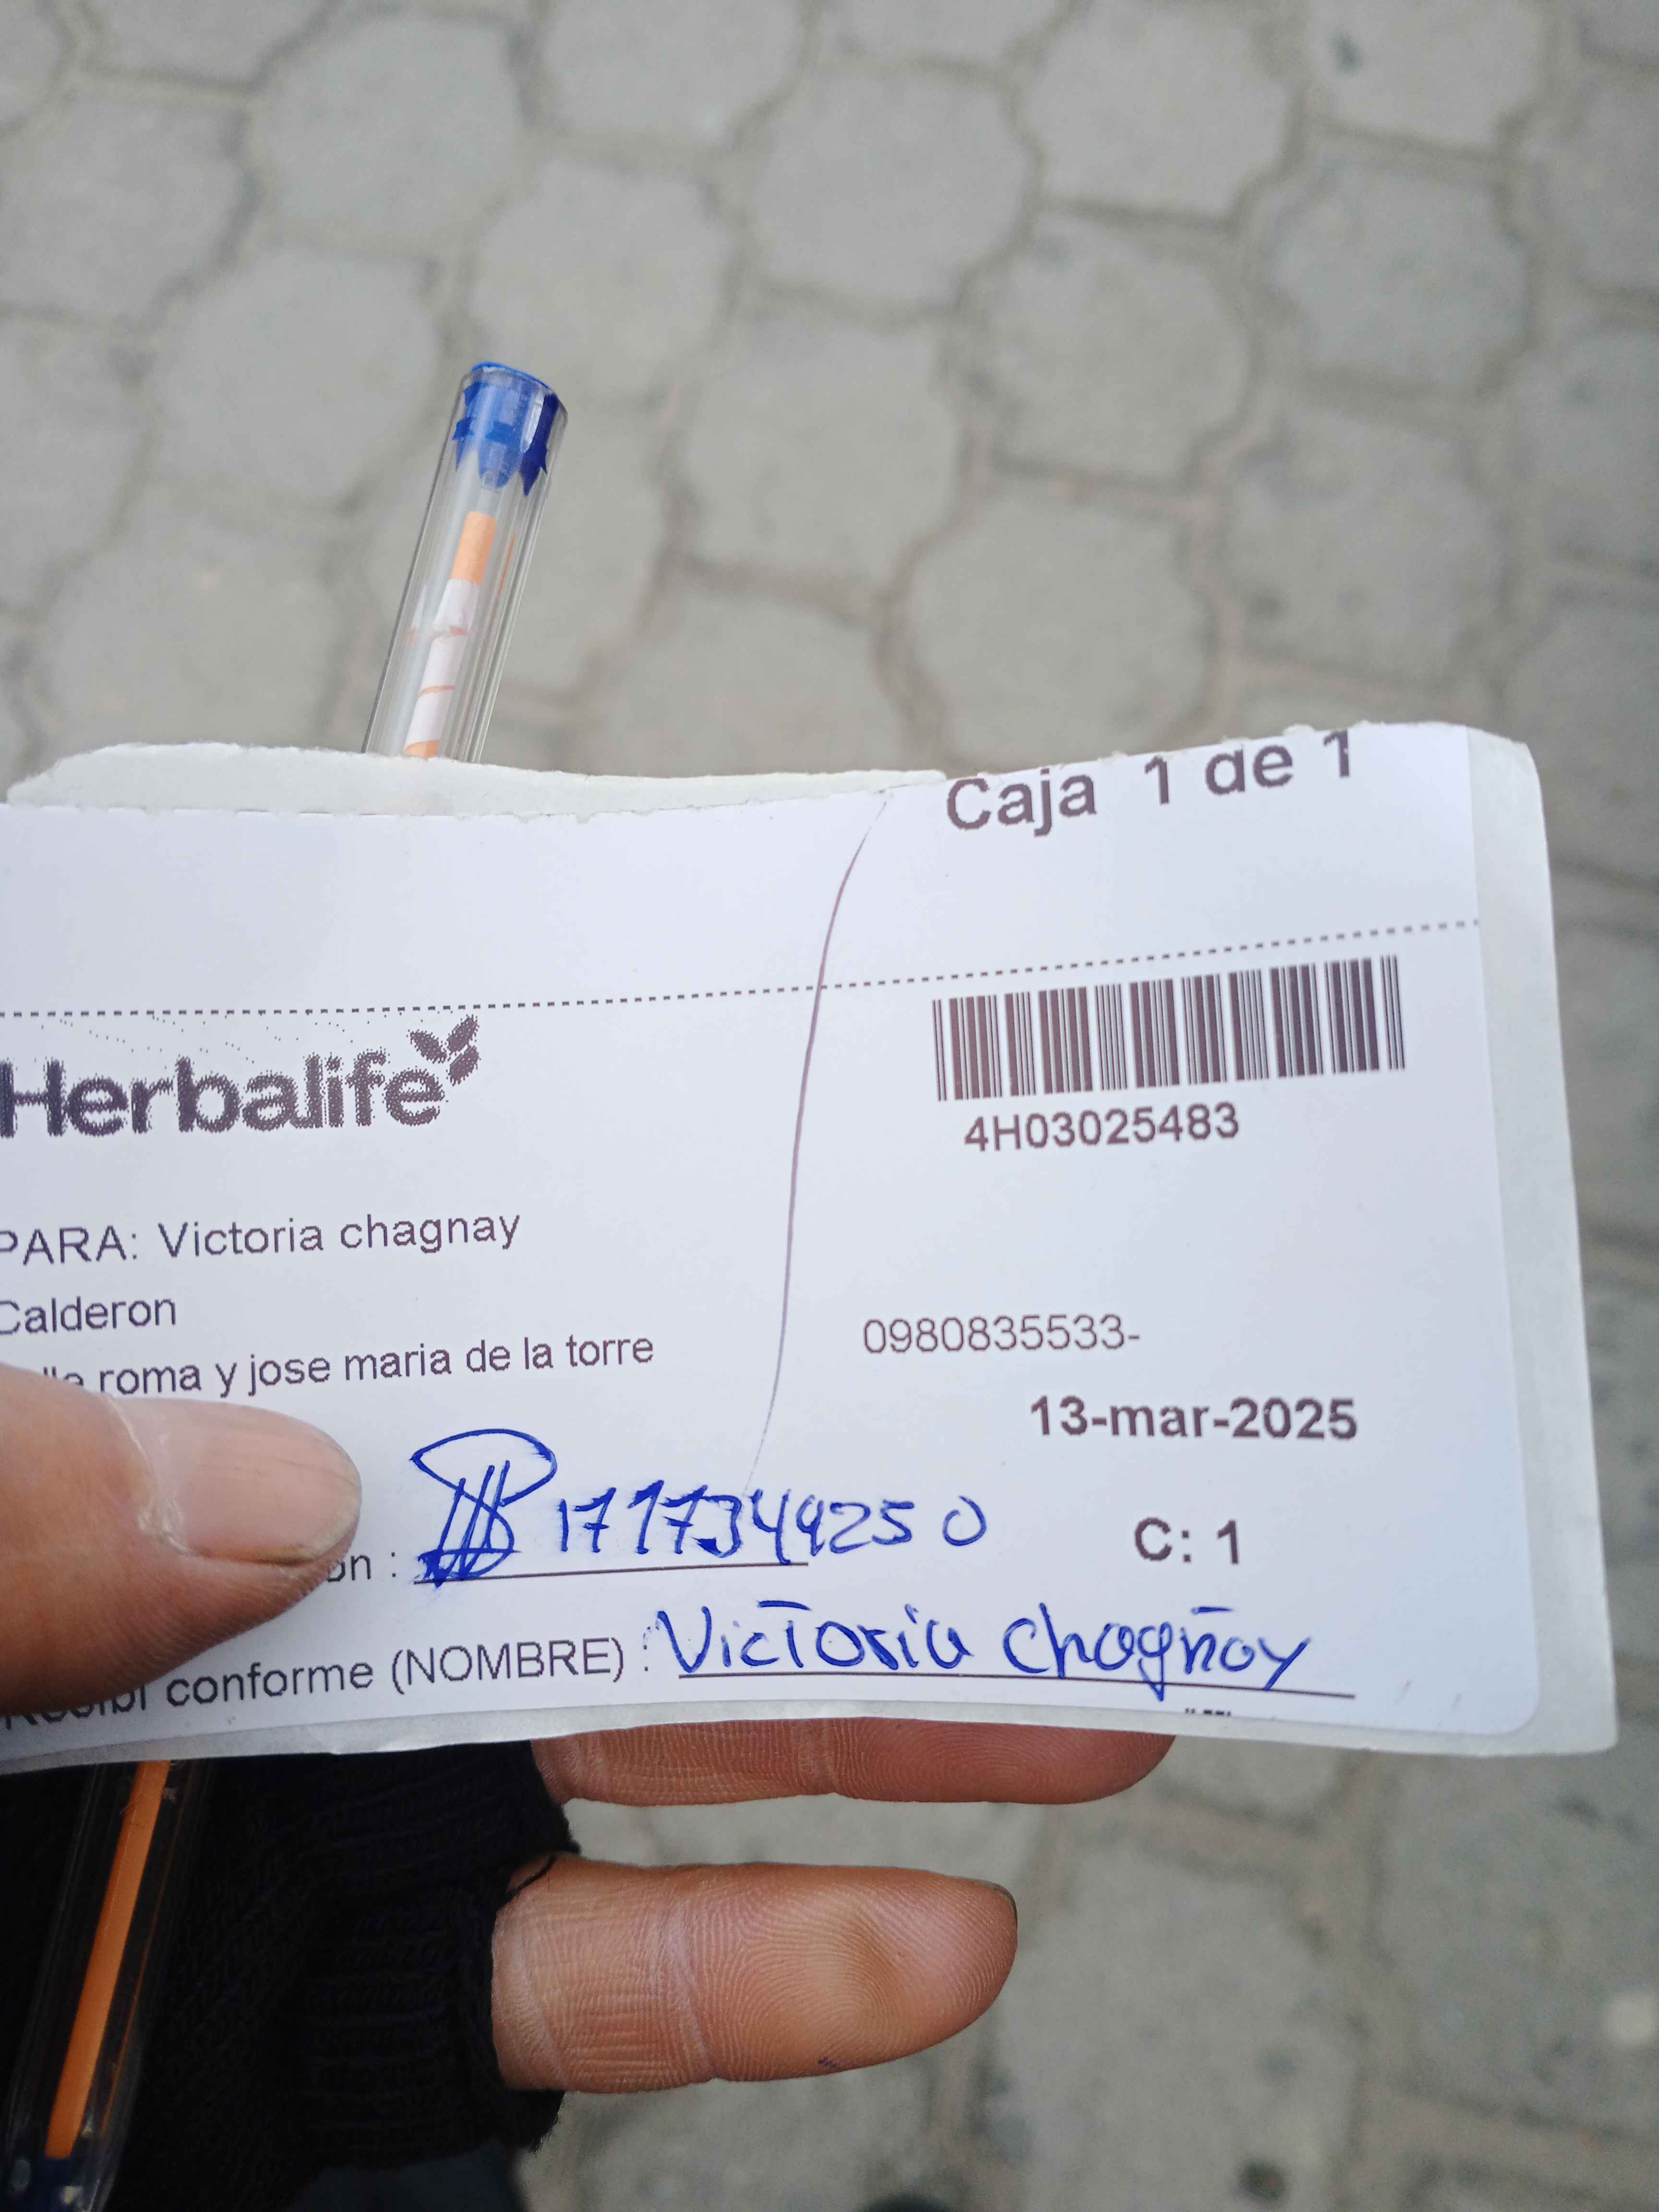 Caja 1 de 1
Herbalife
4H03025483
PARA: Victoria chagnay
Calderon
roma y jose maria de la torre
0980835533-
13-mar-2025
: 1717349250
C: 1
conforme (NOMBRE) : Victoria Chagñay